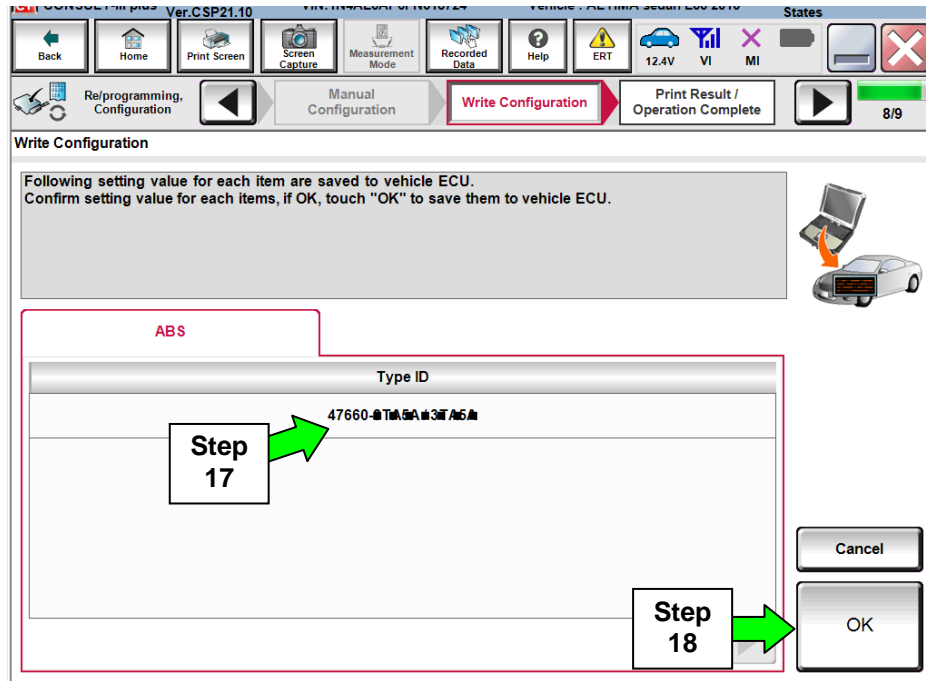 Ver.CSP21.10
States
Back
Home
Print Screen
Screen
Capture
Measurement
Mode
Recorded
Data
Help
ERT
12.4V
VI
MI
Re/programming,
Configuration
Manual
Configuration
Write Configuration
Print Result /
Operation Complete
8/9
Write Configuration
Following setting value for each item are saved to vehicle ECU.
Confirm setting value for each items, if OK, touch "OK" to save them to vehicle ECU.
ABS
Type ID
47660-
Step
17
Cancel
Step
18
OK